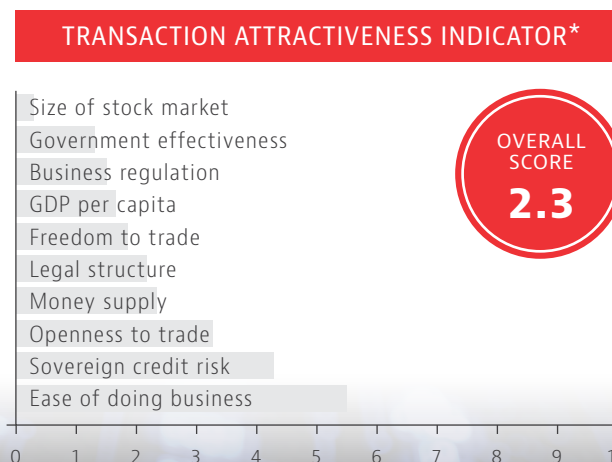 TRANSACTION ATTRACTIVENESS INDICATOR*
Size of stock market
Government effectiveness
Business regulation
GDP per capita
Freedom to trade
Legal structure
Money supply
Openness to trade
Sovereign credit risk
Ease of doing business
OVERALL
SCORE
2.3
0 1 2 3 4 5 6 7 8 9